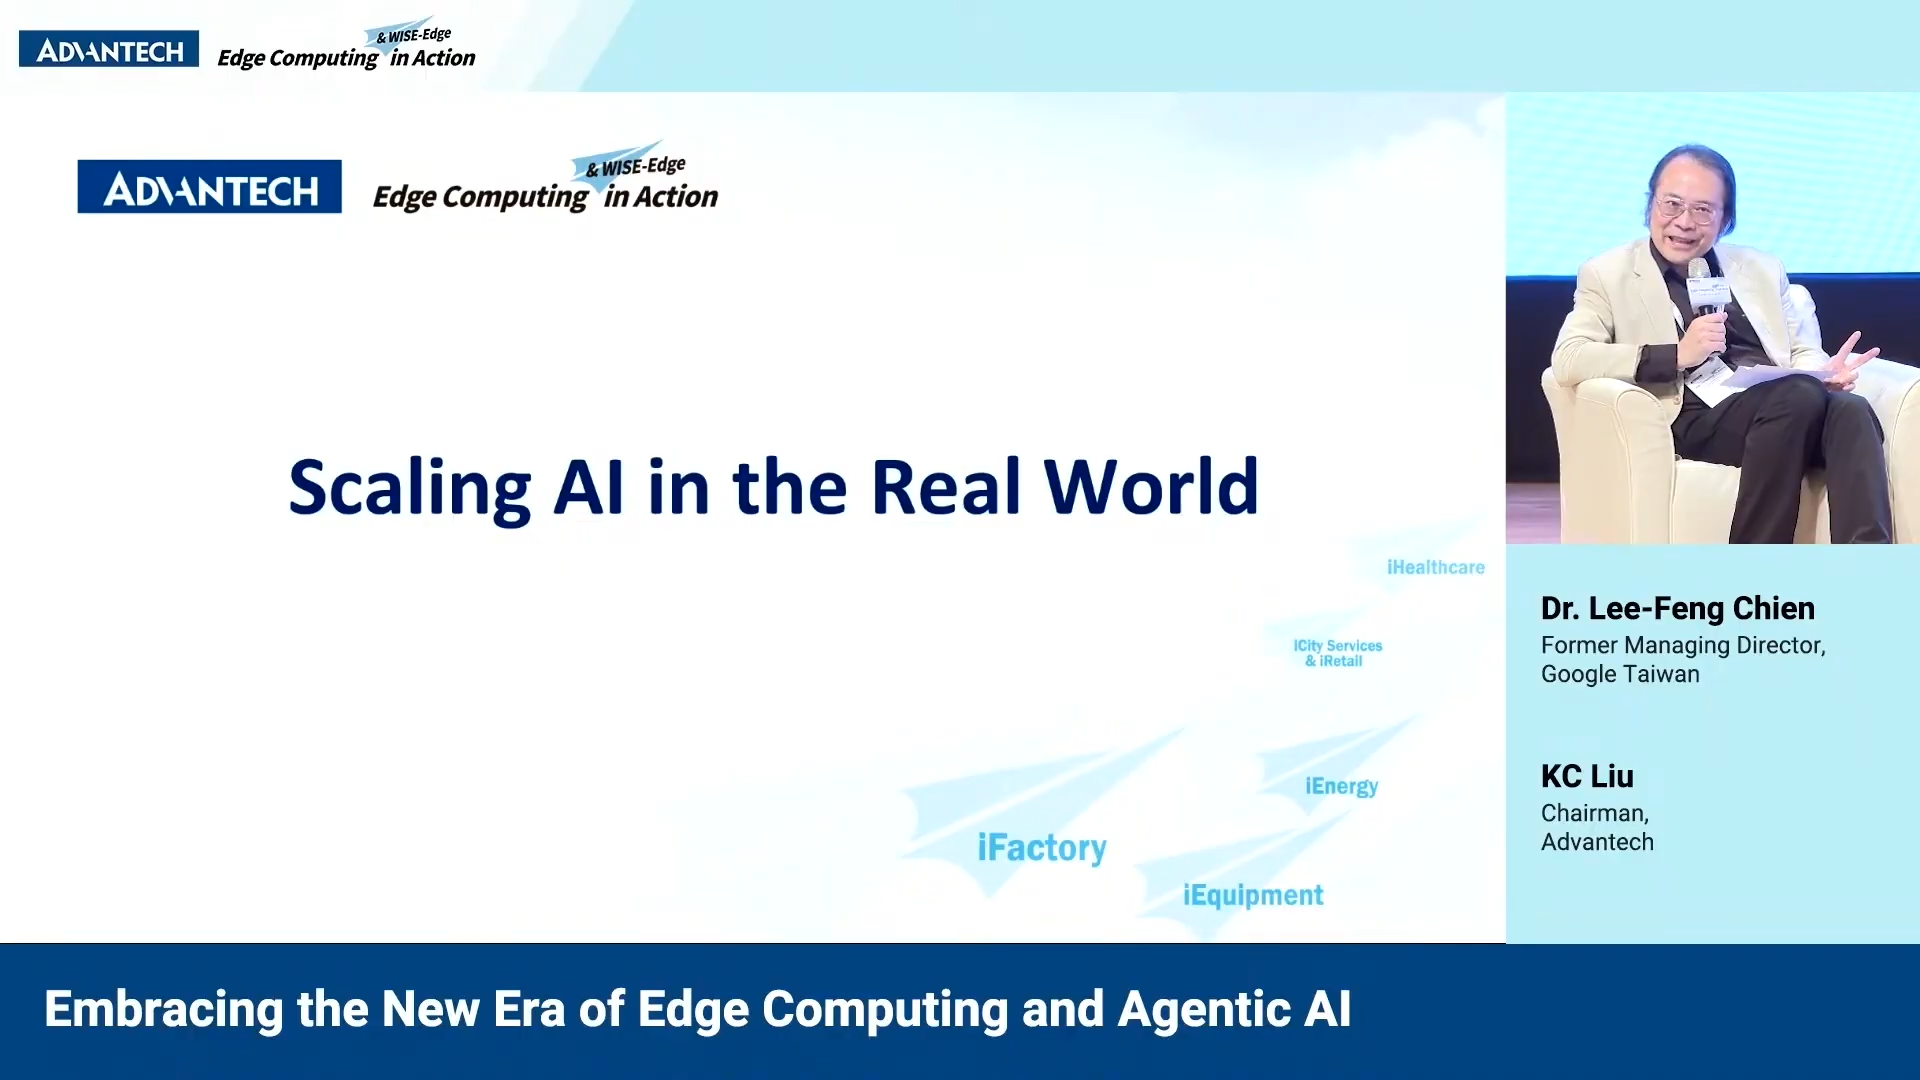 ADVANTECH
& WISE-Edge
Edge Computing in Action
ADVANTECH
& WISE-Edge
Edge Computing in Action
Scaling AI in the Real World
iHealthcare
ICity Services
& iRetail
iEnergy
iFactory
iEquipment
Dr. Lee-Feng Chien
Former Managing Director,
Google Taiwan
KC Liu
Chairman,
Advantech
Embracing the New Era of Edge Computing and Agentic AI